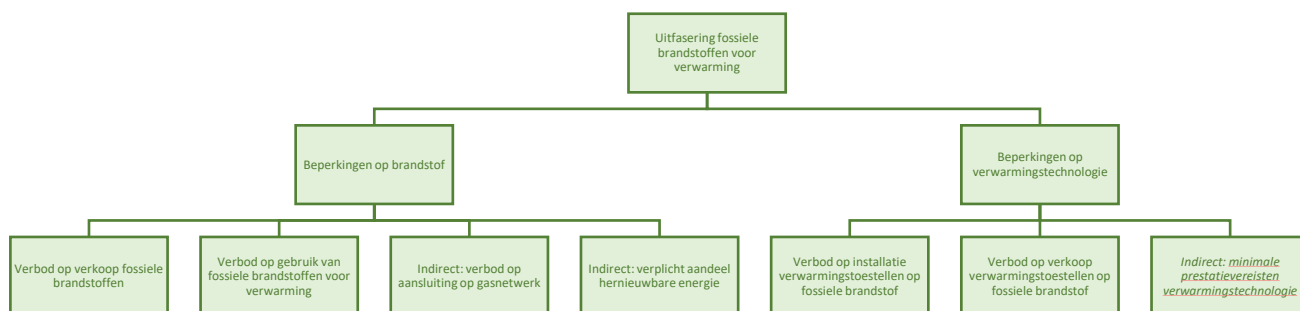 Uitfasering fossiele
brandstoffen voor
verwarming
Beperkingen op brandstof
Beperkingen op
verwarmingstechnologie
Verbod op verkoop fossiele
brandstoffen
Verbod op gebruik van
fossiele brandstoffen voor
verwarming
Indirect: verbod op
aansluiting op gasnetwerk
Indirect: verplicht aandeel
hernieuwbare energie
Verbod op installatie
verwarmingstoestellen op
fossiele brandstof
Verbod op verkoop
verwarmingstoestellen op
fossiele brandstof
Indirect: minimale
prestatievereisten
verwarmingstechnologie